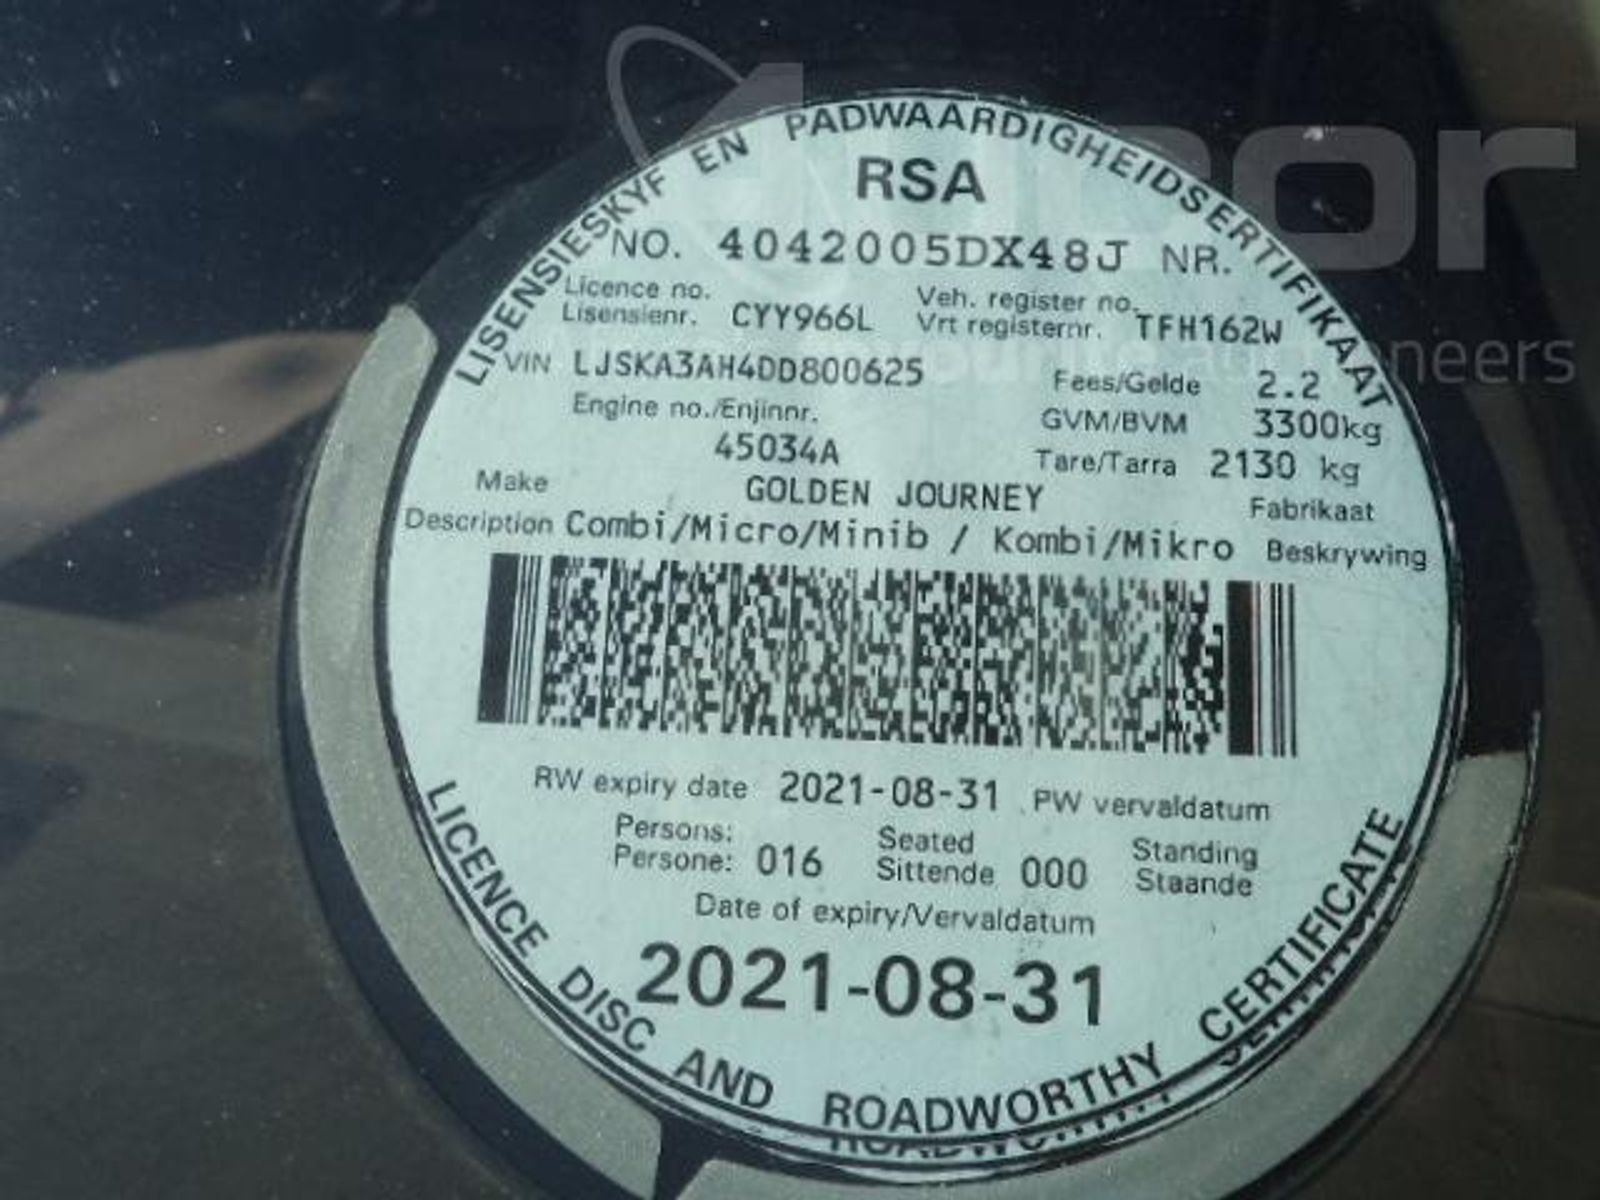 LISENSIESKYF EN PADWAARDIGHEIDSERTIFIKAAT
RSA
NO. 4042005DX48J NR.
Licence no. Veh. register no.
Lisensienr. CYY966L Vrt registernr. TFH162W
VIN LJSKA3AH4DD800625 Fees/Gelde 2.2
Engine no./Enjinnr. GVM/BVM 3300kg
45034A Tare/Tarra 2130 kg
Make GOLDEN JOURNEY Fabrikaat
Description Combi/Micro/Minib / Kombi/Mikro Beskrywing
RW expiry date 2021-08-31 PW vervaldatum
Persons: Seated Standing
Persone: 016 Sittende 000 Staande
Date of expiry/Vervaldatum
2021-08-31
LICENCE DISC AND ROADWORTHY CERTIFICATE